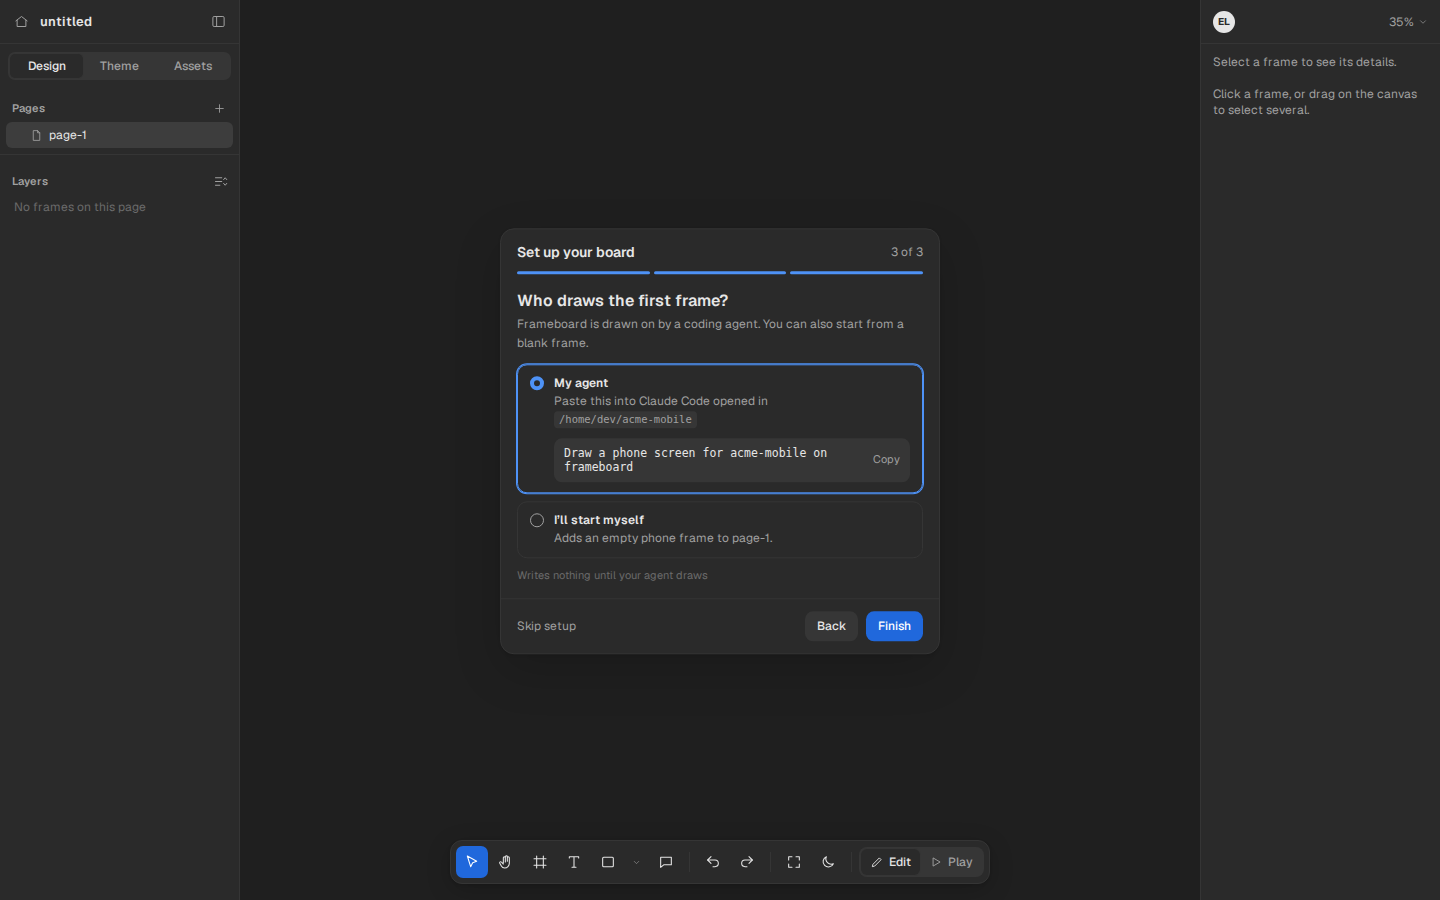 untitled
Design
Theme
Assets
Pages
page-1
Layers
No frames on this page
Set up your board
3 of 3
Who draws the first frame?
Frameboard is drawn on by a coding agent. You can also start from a
blank frame.
My agent
Paste this into Claude Code opened in
/home/dev/acme-mobile
Draw a phone screen for acme-mobile on
frameboard
Copy
I'll start myself
Adds an empty phone frame to page-1.
Writes nothing until your agent draws
Skip setup
Back
Finish
Edit
Play
EL
35%
Select a frame to see its details.
Click a frame, or drag on the canvas
to select several.